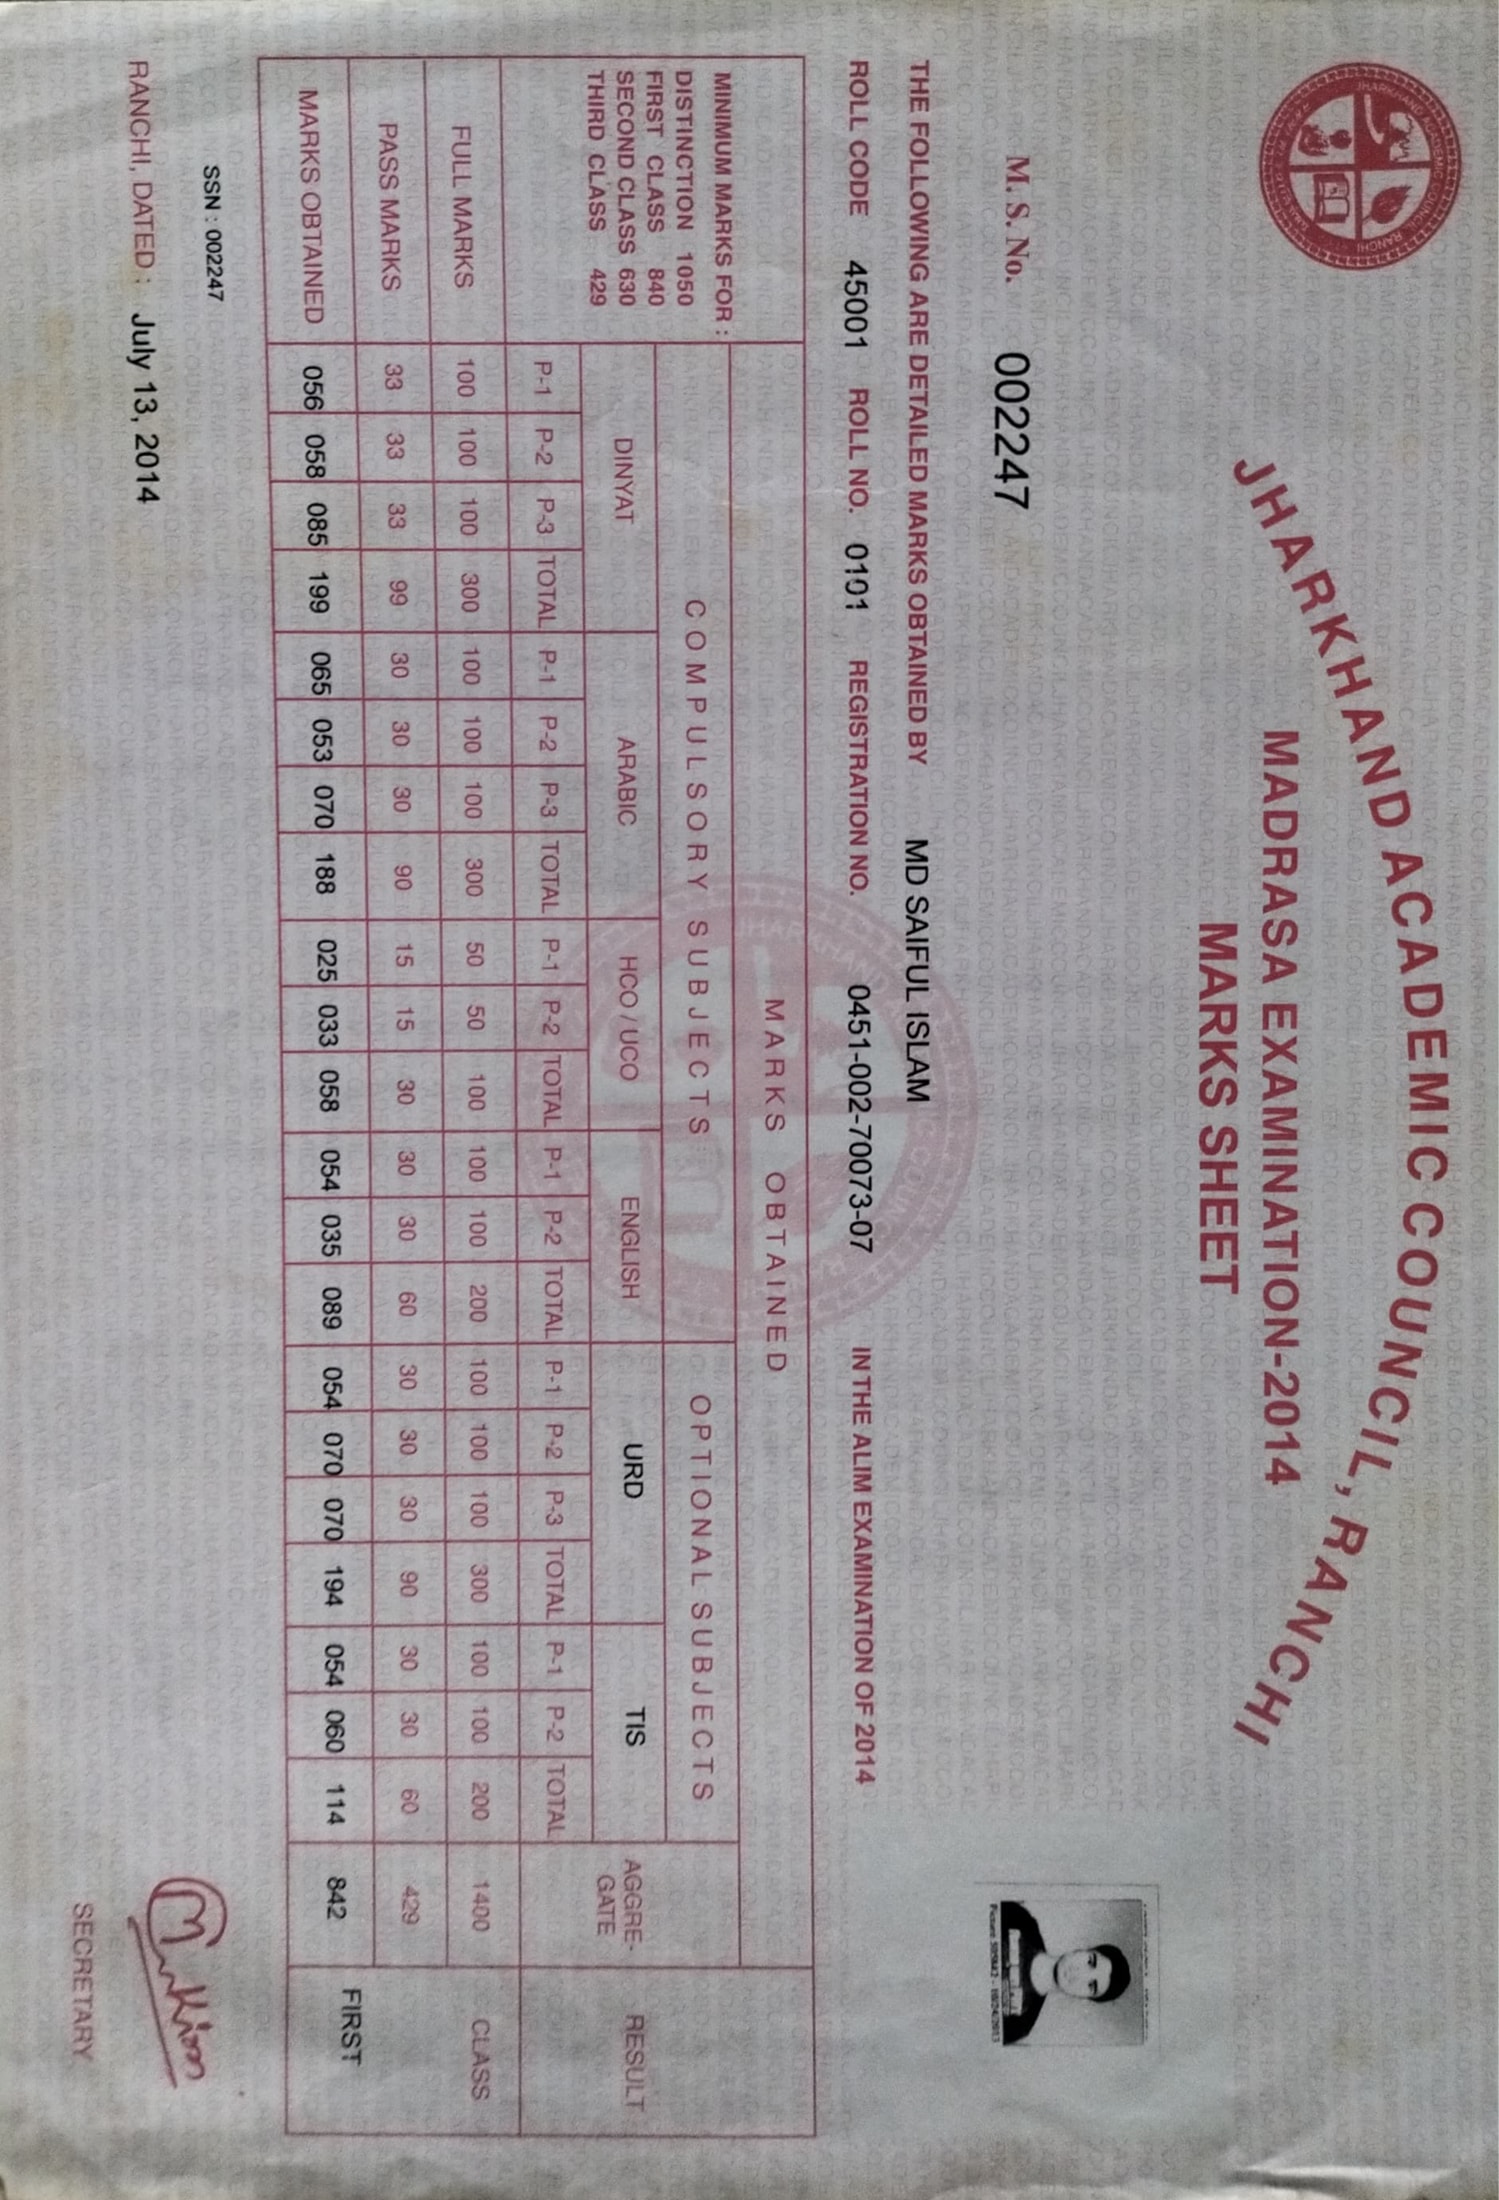 JHARKHAND ACADEMIC COUNCIL, RANCHI
MADRASA EXAMINATION-2014
MARKS SHEET
M. S. No. 002247
THE FOLLOWING ARE DETAILED MARKS OBTAINED BY MD SAIFUL ISLAM
ROLL CODE 45001 ROLL NO. 0101 REGISTRATION NO. 0451-002-70073-07 IN THE ALIM EXAMINATION OF 2014
MINIMUM MARKS FOR :
DISTINCTION 1050
FIRST CLASS 840
SECOND CLASS 630
THIRD CLASS 429
MARKS OBTAINED
COMPULSORY SUBJECTS OPTIONAL SUBJECTS
DINYAT ARABIC HCO / UCO ENGLISH URD TIS AGGRE-GATE RESULT
P-1 P-2 P-3 TOTAL P-1 P-2 P-3 TOTAL P-1 P-2 TOTAL P-1 P-2 TOTAL P-1 P-2 P-3 TOTAL P-1 P-2 TOTAL
FULL MARKS 100 100 100 300 100 100 100 300 50 50 100 100 100 200 100 100 100 300 100 100 200 1400 CLASS
PASS MARKS 33 33 33 99 30 30 30 90 15 15 30 30 30 60 30 30 30 90 30 30 60 429
MARKS OBTAINED 056 058 085 199 065 053 070 188 025 033 058 054 035 089 054 070 070 194 054 060 114 842 FIRST
SSN : 002247
RANCHI, DATED : July 13, 2014
SECRETARY